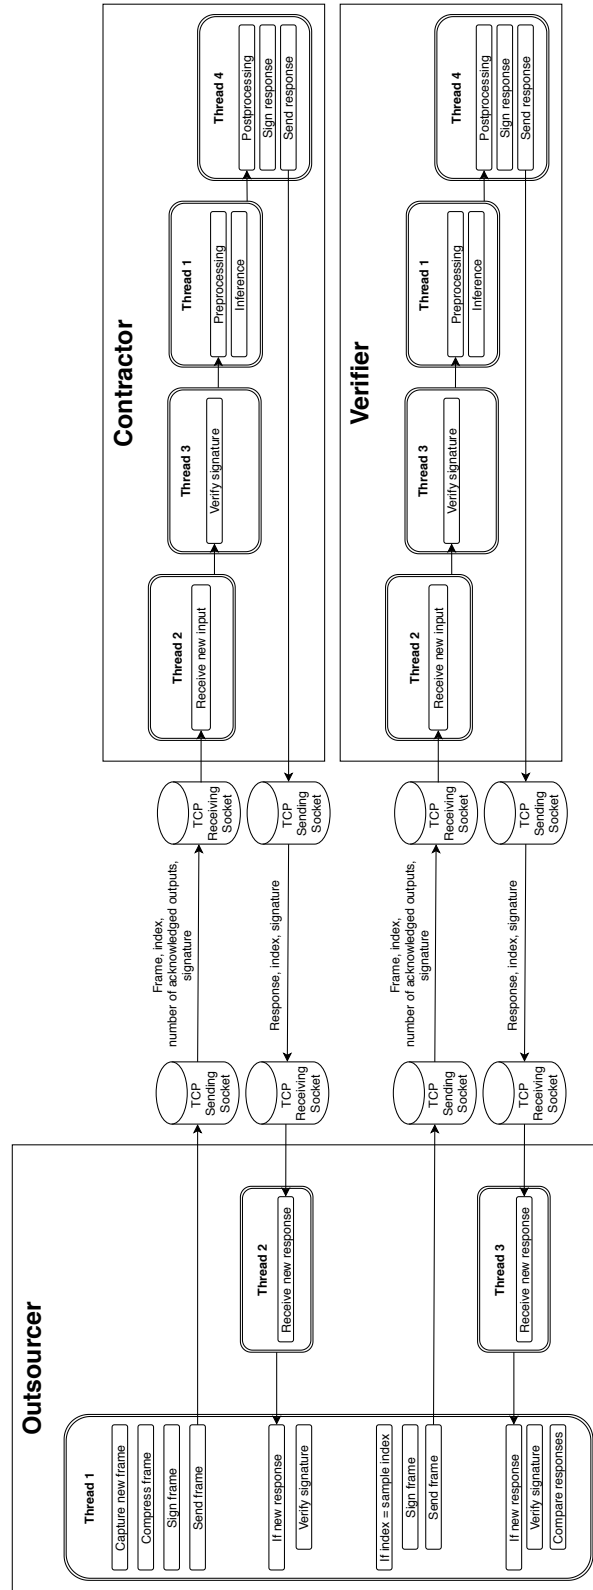 Outsourcer
Thread 1
Capture new frame
Compress frame
Sign frame
Send frame
If new response
Verify signature
If index = sample index
Sign frame
Send frame
If new response
Verify signature
Compare responses
Thread 2
Receive new response
Thread 3
Receive new response
TCP
Sending
Socket
TCP
Receiving
Socket
TCP
Sending
Socket
TCP
Receiving
Socket
Frame, index,
number of acknowledged outputs,
signature
Response, index, signature
Frame, index,
number of acknowledged outputs,
signature
Response, index, signature
TCP
Receiving
Socket
TCP
Sending
Socket
TCP
Receiving
Socket
TCP
Sending
Socket
Contractor
Thread 2
Receive new input
Thread 3
Verify signature
Thread 1
Preprocessing
Inference
Thread 4
Postprocessing
Sign response
Send response
Verifier
Thread 2
Receive new input
Thread 3
Verify signature
Thread 1
Preprocessing
Inference
Thread 4
Postprocessing
Sign response
Send response